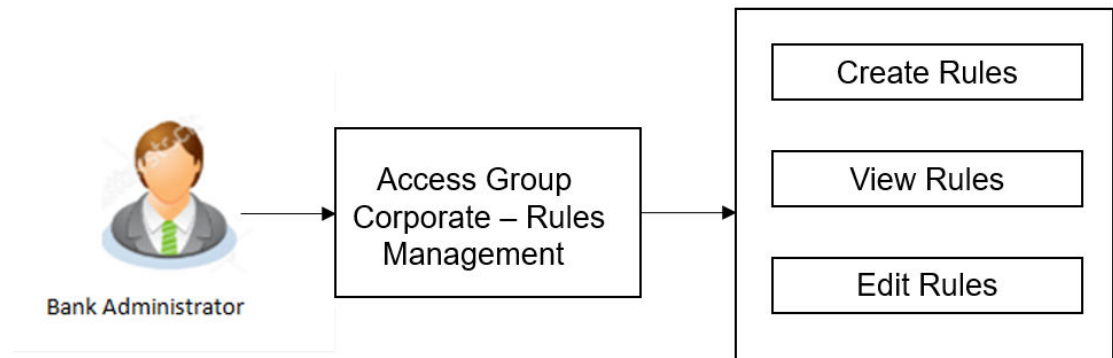 Bank Administrator
Access Group
Corporate – Rules
Management
Create Rules
View Rules
Edit Rules